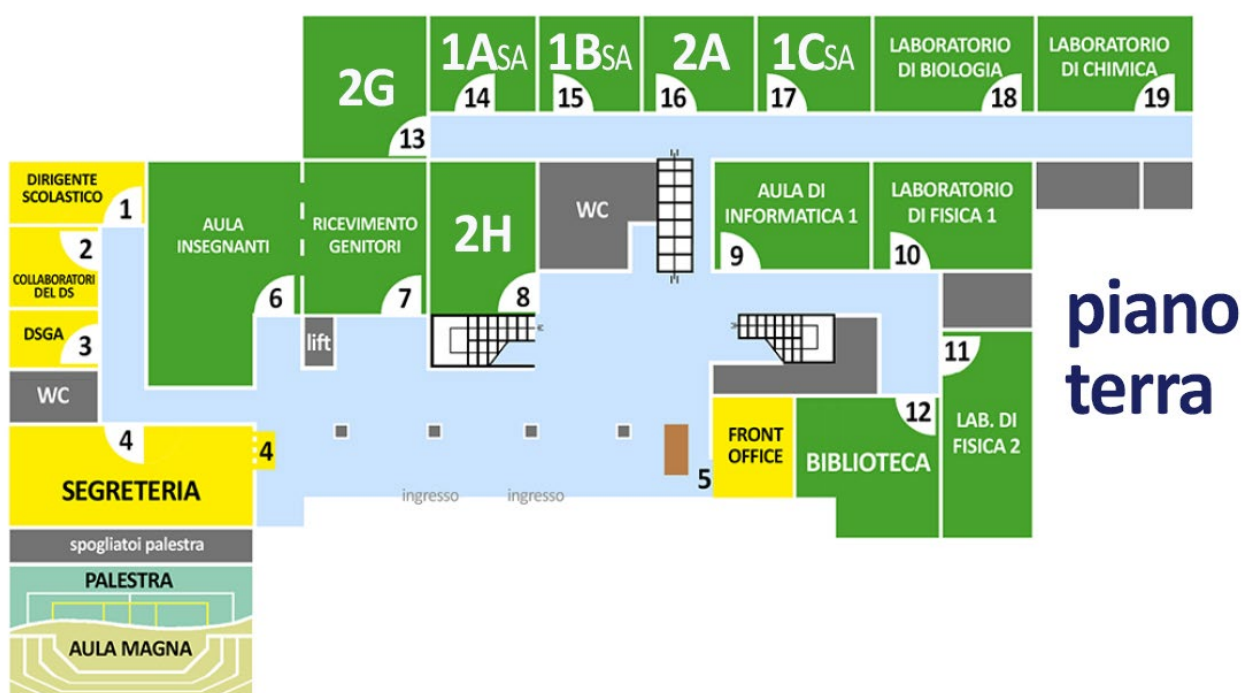 2G
13
1ASA
14
1BSA
15
2A
16
1CSA
17
LABORATORIO
DI BIOLOGIA
18
LABORATORIO
DI CHIMICA
19
DIRIGENTE
SCOLASTICO
1
2
COLLABORATORI
DEL DS
DSGA
3
WC
AULA
INSEGNANTI
6
RICEVIMENTO
GENITORI
7
2H
8
WC
AULA DI
INFORMATICA 1
9
LABORATORIO
DI FISICA 1
10
piano
terra
lift
11
LAB. DI
FISICA 2
12
BIBLIOTECA
FRONT
OFFICE
5
4
SEGRETERIA
4
ingresso
ingresso
spogliatoi palestra
PALESTRA
AULA MAGNA